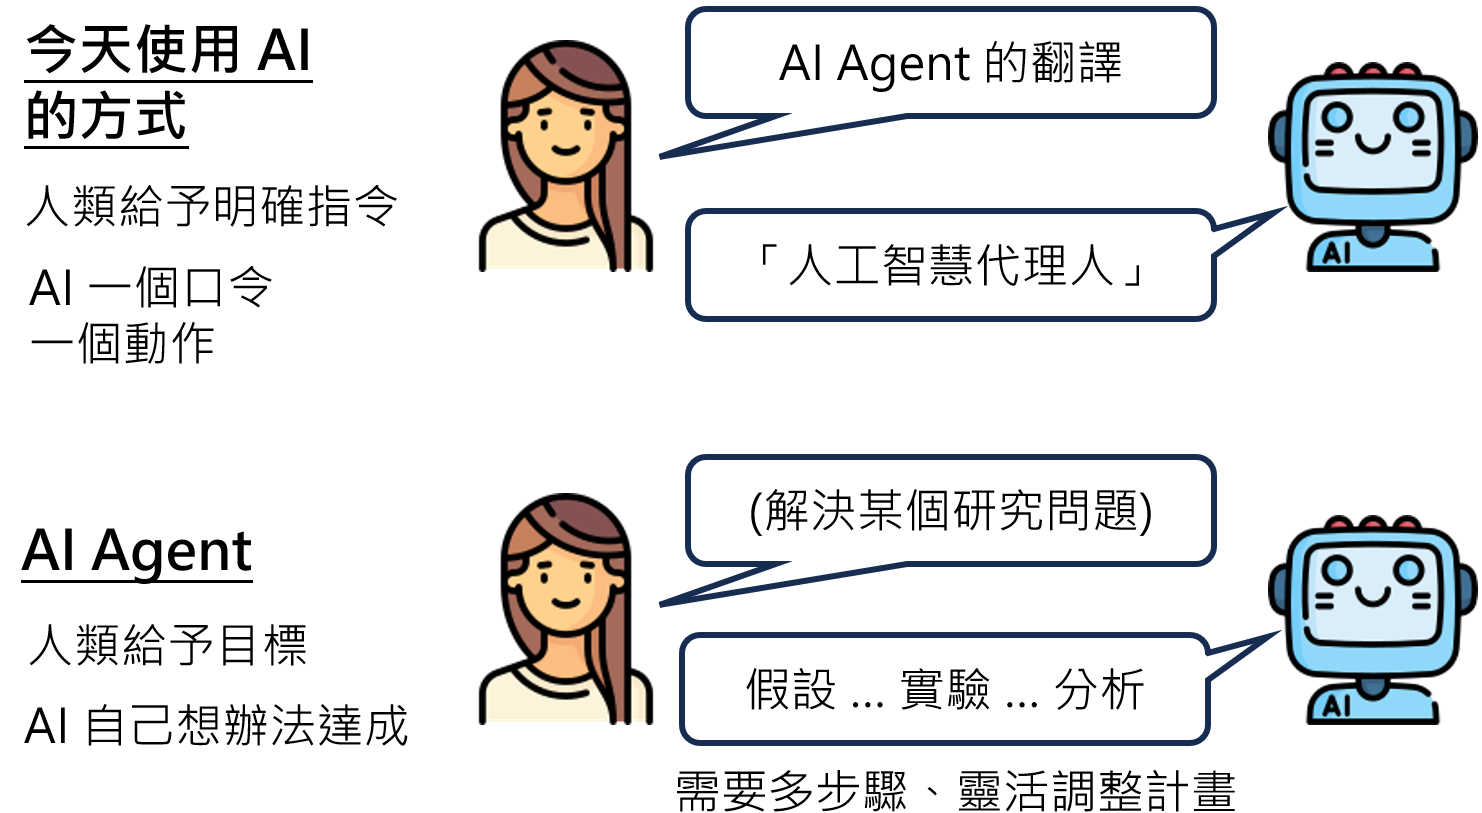 今天使用 AI
的方式
人類給予明確指令
AI 一個口令
一個動作
AI Agent 的翻譯
「人工智慧代理人」
AI
AI Agent
人類給予目標
AI 自己想辦法達成
(解決某個研究問題)
假設 ... 實驗 ... 分析
AI
需要多步驟、靈活調整計畫